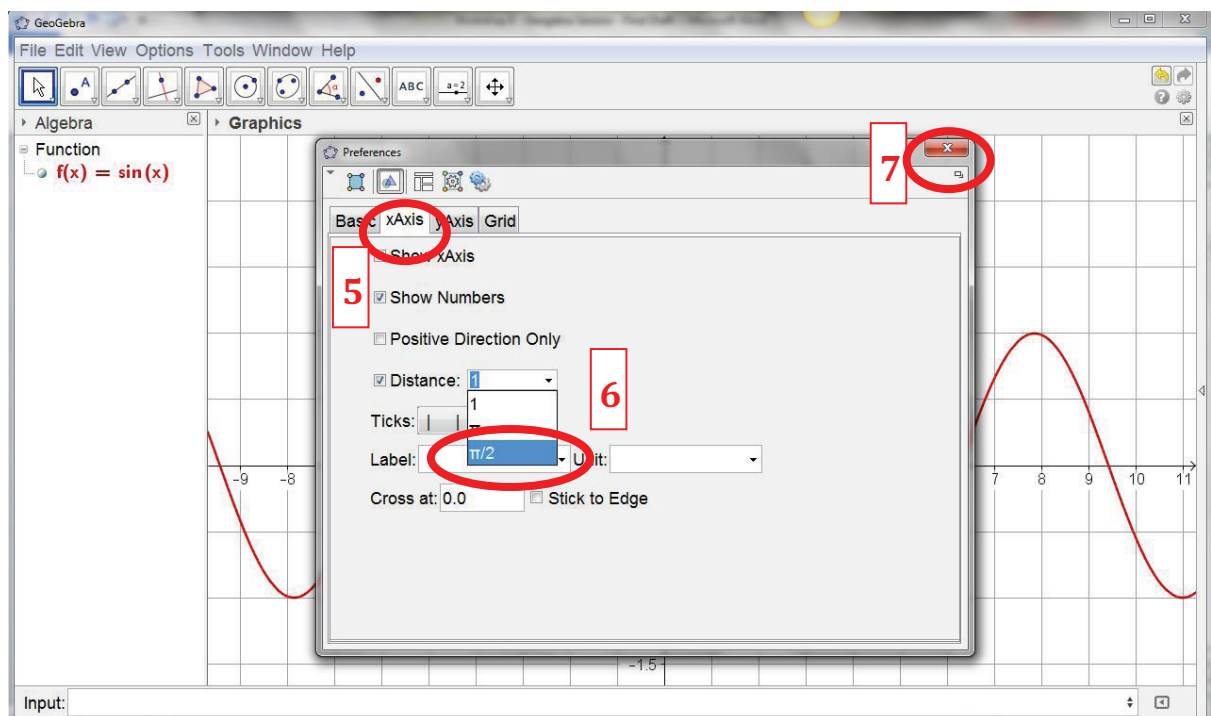 GeoGebra
File Edit View Options Tools Window Help
A
α
ABC
a=2
Algebra
Graphics
Function
f(x) = sin(x)
Preferences
7
Basic xAxis yAxis Grid
Show xAxis
5
Show Numbers
Positive Direction Only
Distance: 1
1
6
Ticks:
π/2
Label:
Unit:
Cross at: 0.0
Stick to Edge
-9 -8 7 8 9 10 11
-1.5
Input: